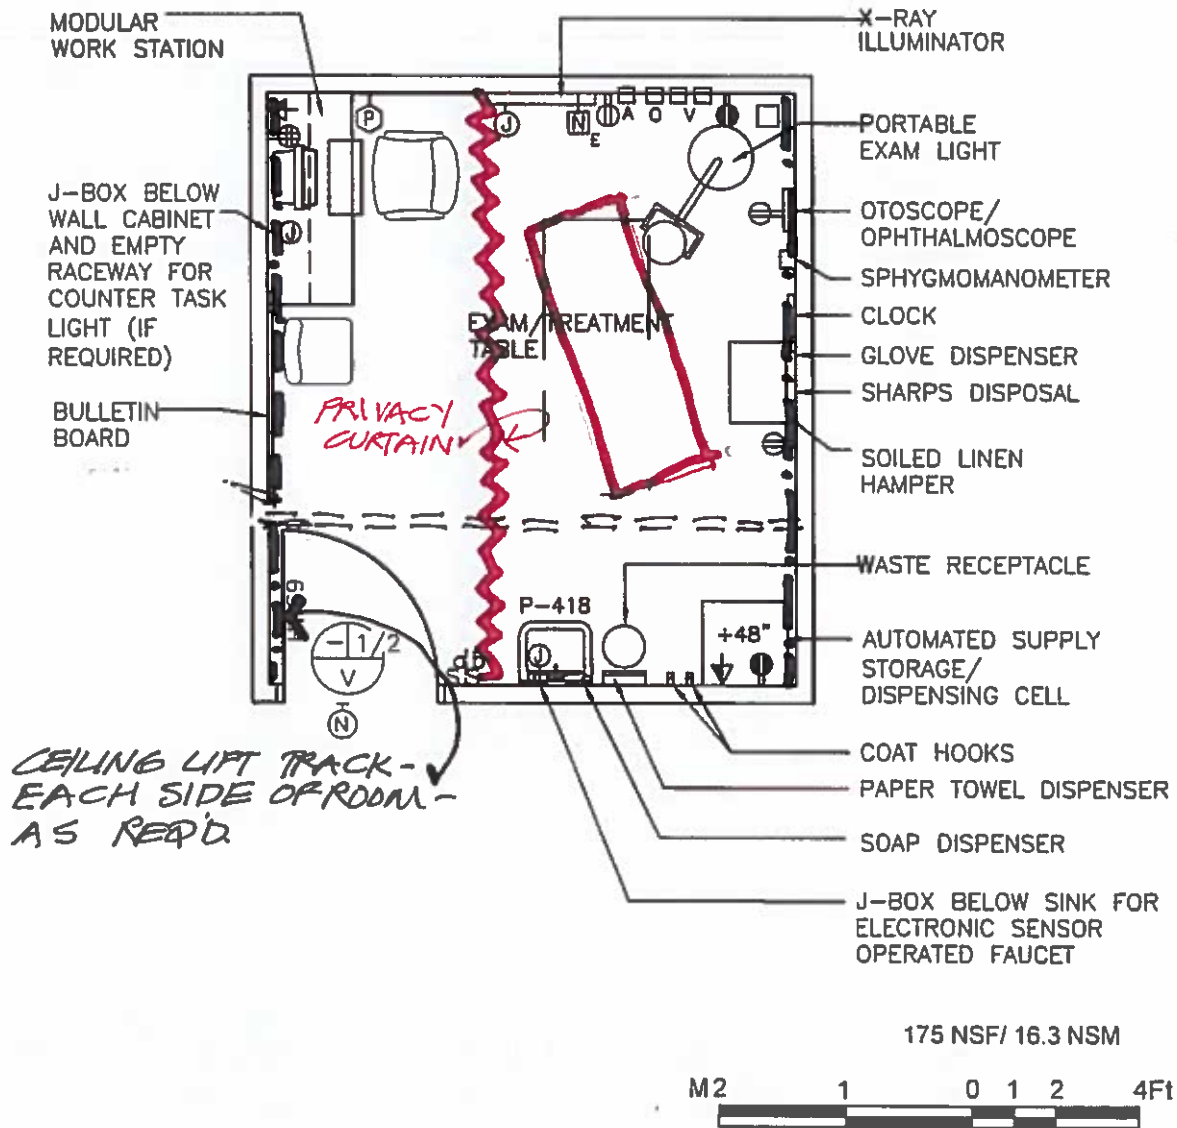 MODULAR
WORK STATION
X-RAY
ILLUMINATOR
P
J
N
E
A O V
PORTABLE
EXAM LIGHT
J-BOX BELOW
WALL CABINET
AND EMPTY
RACEWAY FOR
COUNTER TASK
LIGHT (IF
REQUIRED)
J
OTOSCOPE/
OPHTHALMOSCOPE
SPHYGMOMANOMETER
CLOCK
EXAM/TREATMENT
TABLE
GLOVE DISPENSER
SHARPS DISPOSAL
BULLETIN
BOARD
PRIVACY
CURTAIN
SOILED LINEN
HAMPER
WASTE RECEPTACLE
P-418
+48"
J
1/2
V
N
AUTOMATED SUPPLY
STORAGE/
DISPENSING CELL
CEILING LIFT TRACK-
EACH SIDE OF ROOM-
AS REQ'D.
COAT HOOKS
PAPER TOWEL DISPENSER
SOAP DISPENSER
J-BOX BELOW SINK FOR
ELECTRONIC SENSOR
OPERATED FAUCET
175 NSF/ 16.3 NSM
M2 1 0 1 2 4Ft